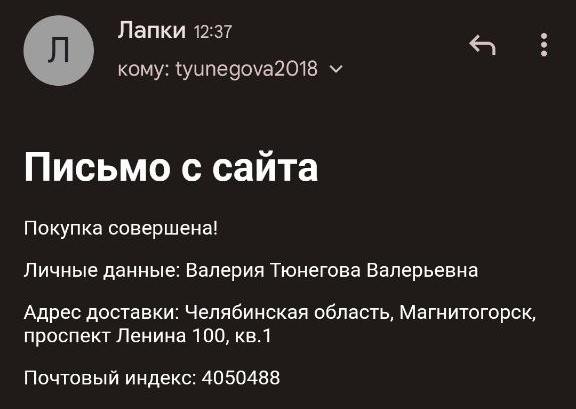 Л
Лапки 12:37
кому: tyunegova2018
Письмо с сайта
Покупка совершена!
Личные данные: Валерия Тюнегова Валерьевна
Адрес доставки: Челябинская область, Магнитогорск,
проспект Ленина 100, кв.1
Почтовый индекс: 4050488